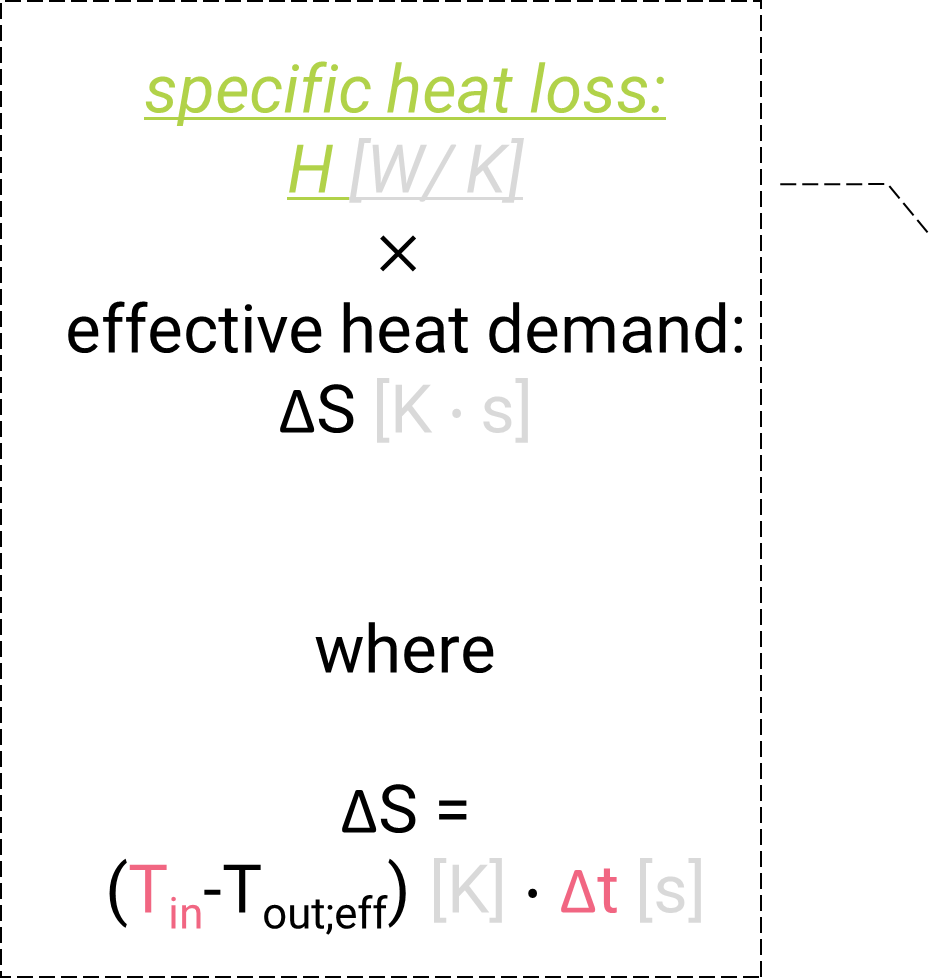 specific heat loss:
H [W/ K]
×
effective heat demand:
ΔS [K · s]
where
ΔS =
(Tin-Tout;eff) [K] · Δt [s]